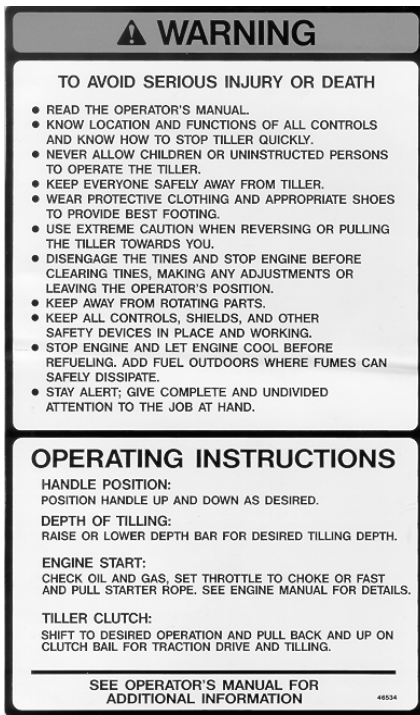 ⚠ WARNING
TO AVOID SERIOUS INJURY OR DEATH
● READ THE OPERATOR'S MANUAL.
● KNOW LOCATION AND FUNCTIONS OF ALL CONTROLS
AND KNOW HOW TO STOP TILLER QUICKLY.
● NEVER ALLOW CHILDREN OR UNINSTRUCTED PERSONS
TO OPERATE THE TILLER.
● KEEP EVERYONE SAFELY AWAY FROM TILLER.
● WEAR PROTECTIVE CLOTHING AND APPROPRIATE SHOES
TO PROVIDE BEST FOOTING.
● USE EXTREME CAUTION WHEN REVERSING OR PULLING
THE TILLER TOWARDS YOU.
● DISENGAGE THE TINES AND STOP ENGINE BEFORE
CLEARING TINES, MAKING ANY ADJUSTMENTS OR
LEAVING THE OPERATOR'S POSITION.
● KEEP AWAY FROM ROTATING PARTS.
● KEEP ALL CONTROLS, SHIELDS, AND OTHER
SAFETY DEVICES IN PLACE AND WORKING.
● STOP ENGINE AND LET ENGINE COOL BEFORE
REFUELING. ADD FUEL OUTDOORS WHERE FUMES CAN
SAFELY DISSIPATE.
● STAY ALERT; GIVE COMPLETE AND UNDIVIDED
ATTENTION TO THE JOB AT HAND.
OPERATING INSTRUCTIONS
HANDLE POSITION:
POSITION HANDLE UP AND DOWN AS DESIRED.
DEPTH OF TILLING:
RAISE OR LOWER DEPTH BAR FOR DESIRED TILLING DEPTH.
ENGINE START:
CHECK OIL AND GAS, SET THROTTLE TO CHOKE OR FAST
AND PULL STARTER ROPE. SEE ENGINE MANUAL FOR DETAILS.
TILLER CLUTCH:
SHIFT TO DESIRED OPERATION AND PULL BACK AND UP ON
CLUTCH BAIL FOR TRACTION DRIVE AND TILLING.
SEE OPERATOR'S MANUAL FOR
ADDITIONAL INFORMATION 46534